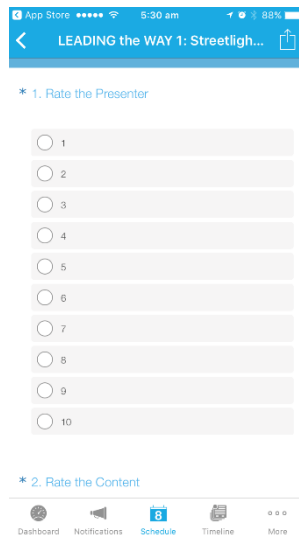 App Store 5:30 am 88%
LEADING the WAY 1: Streetligh...
* 1. Rate the Presenter
1
2
3
4
5
6
7
8
9
10
* 2. Rate the Content
8
Dashboard Notifications Schedule Timeline More